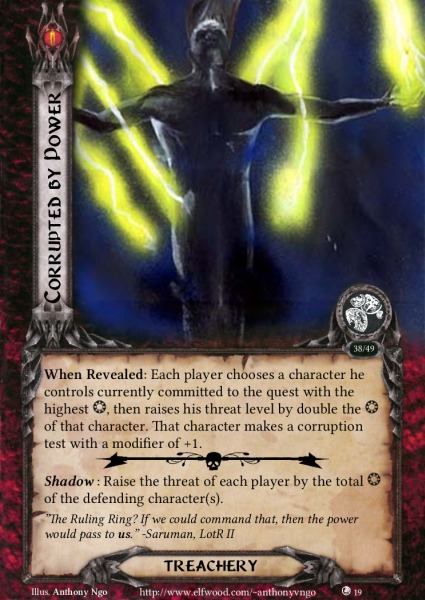 Corrupted by Power
38/49
When Revealed: Each player chooses a character he
controls currently committed to the quest with the
highest , then raises his threat level by double the
of that character. That character makes a corruption
test with a modifier of +1.
Shadow : Raise the threat of each player by the total
of the defending character(s).
"The Ruling Ring? If we could command that, then the power
would pass to us." -Saruman, LotR II
TREACHERY
Illus. Anthony Ngo http://www.elfwood.com/~anthonyvngo 19